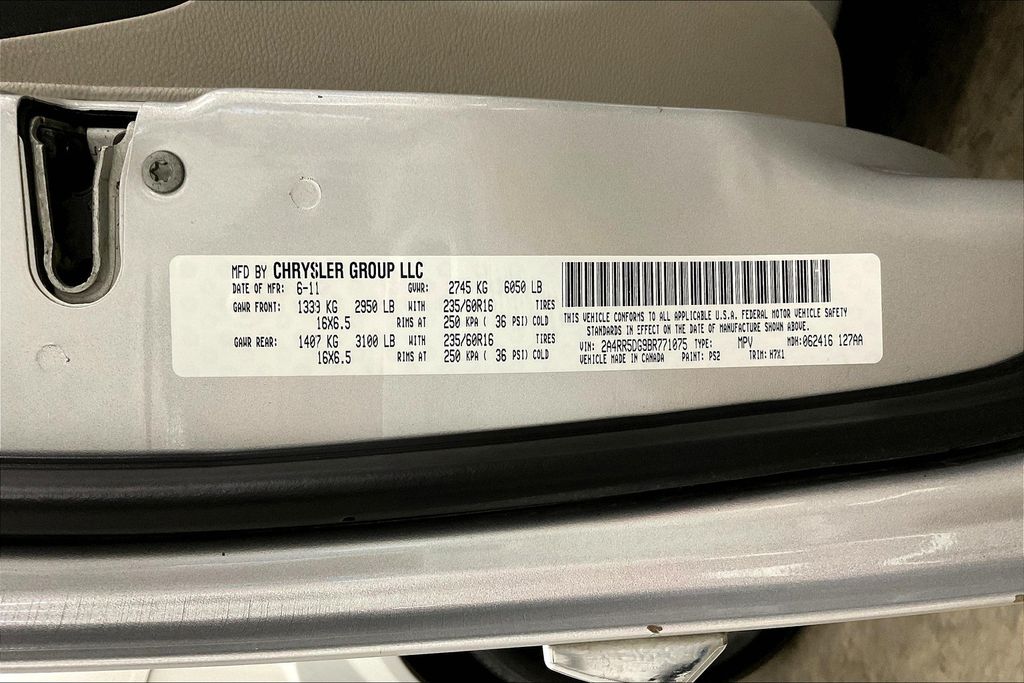 MFD BY CHRYSLER GROUP LLC
DATE OF MFR: 6-11 GVWR: 2745 KG 6050 LB
GAWR FRONT: 1339 KG 2950 LB WITH 235/60R16 TIRES
16X6.5 RIMS AT 250 KPA ( 36 PSI) COLD
GAWR REAR: 1407 KG 3100 LB WITH 235/60R16 TIRES
16X6.5 RIMS AT 250 KPA ( 36 PSI) COLD
THIS VEHICLE CONFORMS TO ALL APPLICABLE U.S.A. FEDERAL MOTOR VEHICLE SAFETY
STANDARDS IN EFFECT ON THE DATE OF MANUFACTURE SHOWN ABOVE.
VIN: 2A4RR5DG9BR771075 TYPE: MPV MDH: 062416 127AA
VEHICLE MADE IN CANADA PAINT: PS2 TRIM: H7X1